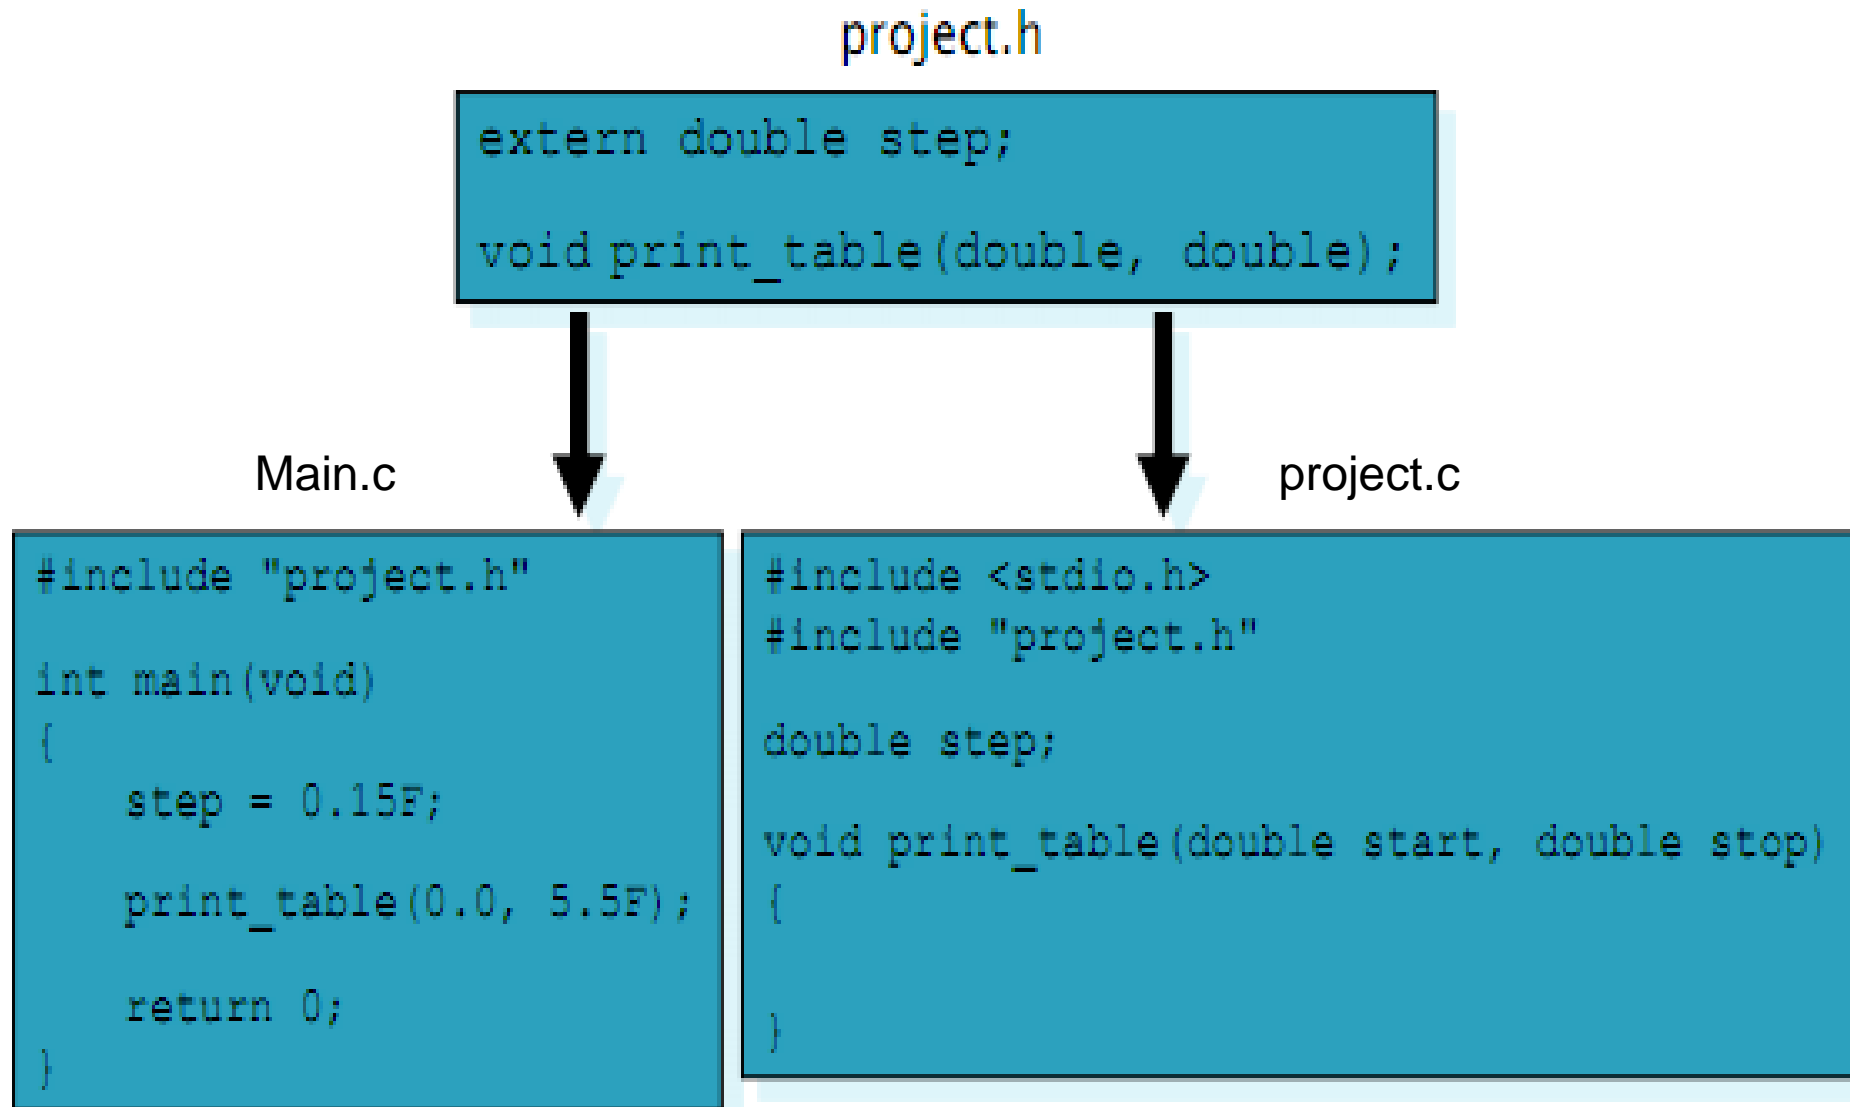 project.h
extern double step;
void print_table(double, double);
Main.c
project.c
#include "project.h"
int main(void)
{
step = 0.15F;
print_table(0.0, 5.5F);
return 0;
}
#include <stdio.h>
#include "project.h"
double step;
void print_table(double start, double stop)
{
}